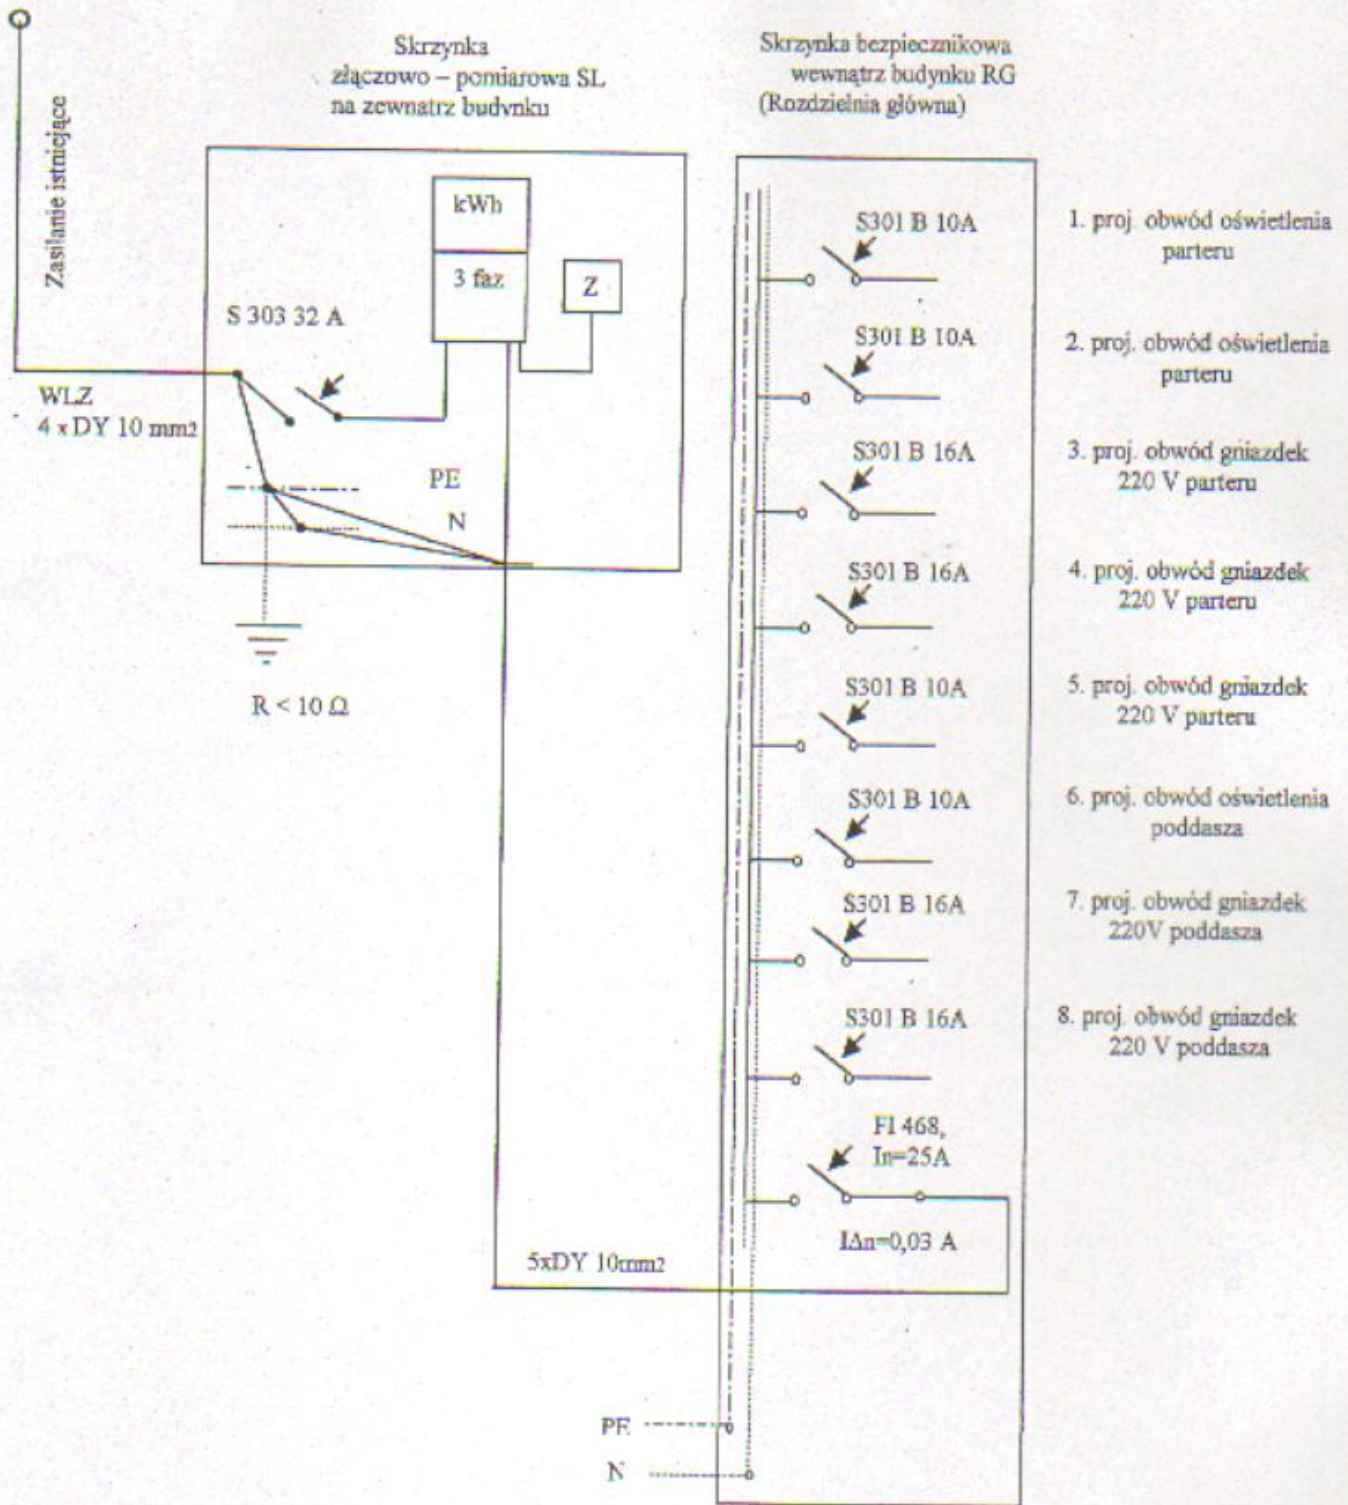 Skrzynka
złączowo – pomiarowa SL
na zewnatrz budynku
Skrzynka bezpiecznikowa
wewnątrz budynku RG
(Rozdzielnia główna)
Zasilanie istniejące
kWh
3 faz
Z
S 303 32 A
WLZ
4 x DY 10 mm2
PE
N
R < 10 Ω
S301 B 10A
1. proj. obwód oświetlenia
parteru
S301 B 10A
2. proj. obwód oświetlenia
parteru
S301 B 16A
3. proj. obwód gniazdek
220 V parteru
S301 B 16A
4. proj. obwód gniazdek
220 V parteru
S301 B 10A
5. proj. obwód gniazdek
220 V parteru
S301 B 10A
6. proj. obwód oświetlenia
poddasza
S301 B 16A
7. proj. obwód gniazdek
220V poddasza
S301 B 16A
8. proj. obwód gniazdek
220 V poddasza
FI 468,
In=25A
IΔn=0,03 A
5xDY 10mm2
PE
N